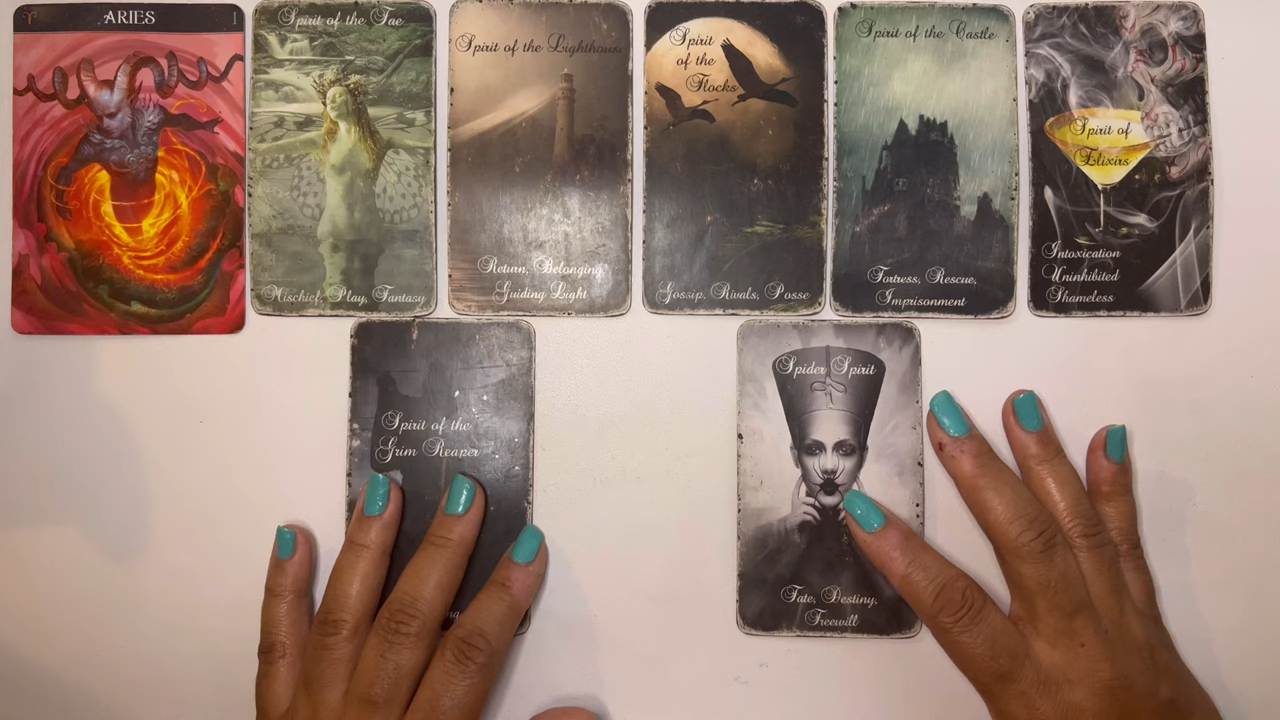 ARIES 1
Spirit of the Fae
Mischief, Play, Fantasy
Spirit of the Lighthouse
Return, Belonging,
Guiding Light
Spirit
of the
Flocks
Gossip, Rivals, Posse
Spirit of the Castle
Fortress, Rescue,
Imprisonment
Spirit of
Elixirs
Intoxication
Uninhibited
Shameless
Spirit of the
Grim Reaper
Spider Spirit
Fate, Destiny,
Freewill